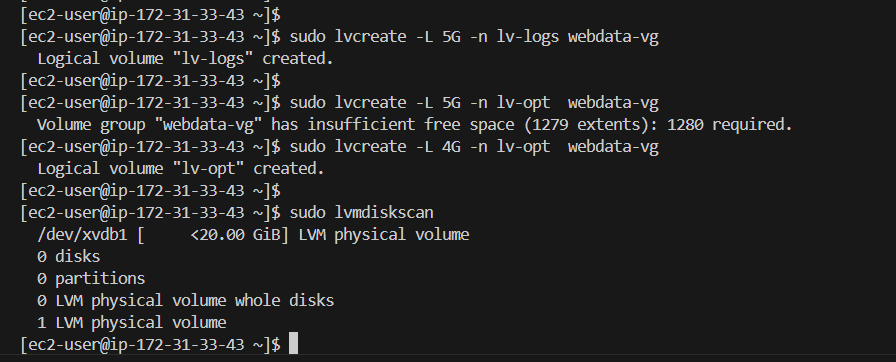 [ec2-user@ip-172-31-33-43 ~]$
[ec2-user@ip-172-31-33-43 ~]$ sudo lvcreate -L 5G -n lv-logs webdata-vg
  Logical volume "lv-logs" created.
[ec2-user@ip-172-31-33-43 ~]$
[ec2-user@ip-172-31-33-43 ~]$ sudo lvcreate -L 5G -n lv-opt  webdata-vg
  Volume group "webdata-vg" has insufficient free space (1279 extents): 1280 required.
[ec2-user@ip-172-31-33-43 ~]$ sudo lvcreate -L 4G -n lv-opt  webdata-vg
  Logical volume "lv-opt" created.
[ec2-user@ip-172-31-33-43 ~]$
[ec2-user@ip-172-31-33-43 ~]$ sudo lvmdiskscan
  /dev/xvdb1 [     <20.00 GiB] LVM physical volume
  0 disks
  0 partitions
  0 LVM physical volume whole disks
  1 LVM physical volume
[ec2-user@ip-172-31-33-43 ~]$